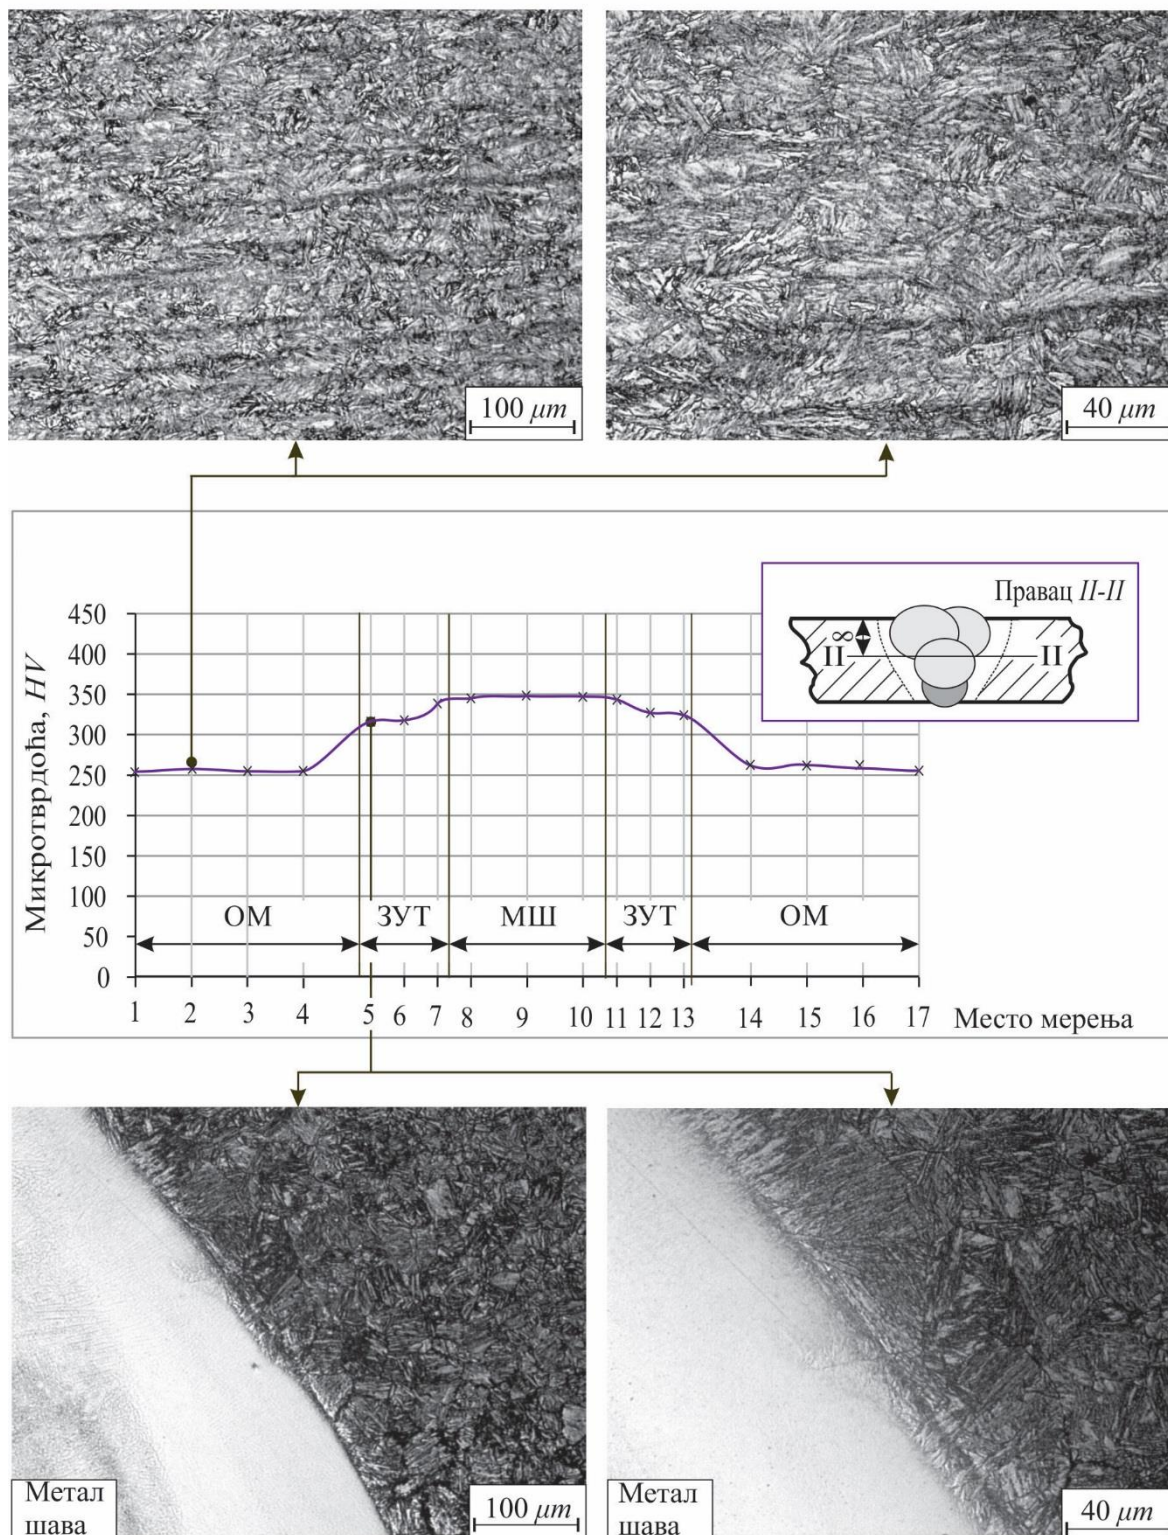 100 μm
40 μm
Правац II-II
8
II
II
Микротврдоћа, HV
450
400
350
300
250
200
150
100
50
0
ОМ
ЗУТ
МШ
ЗУТ
ОМ
1 2 3 4 5 6 7 8 9 10 11 12 13 14 15 16 17
Место мерења
Метал
шава
100 μm
Метал
шава
40 μm